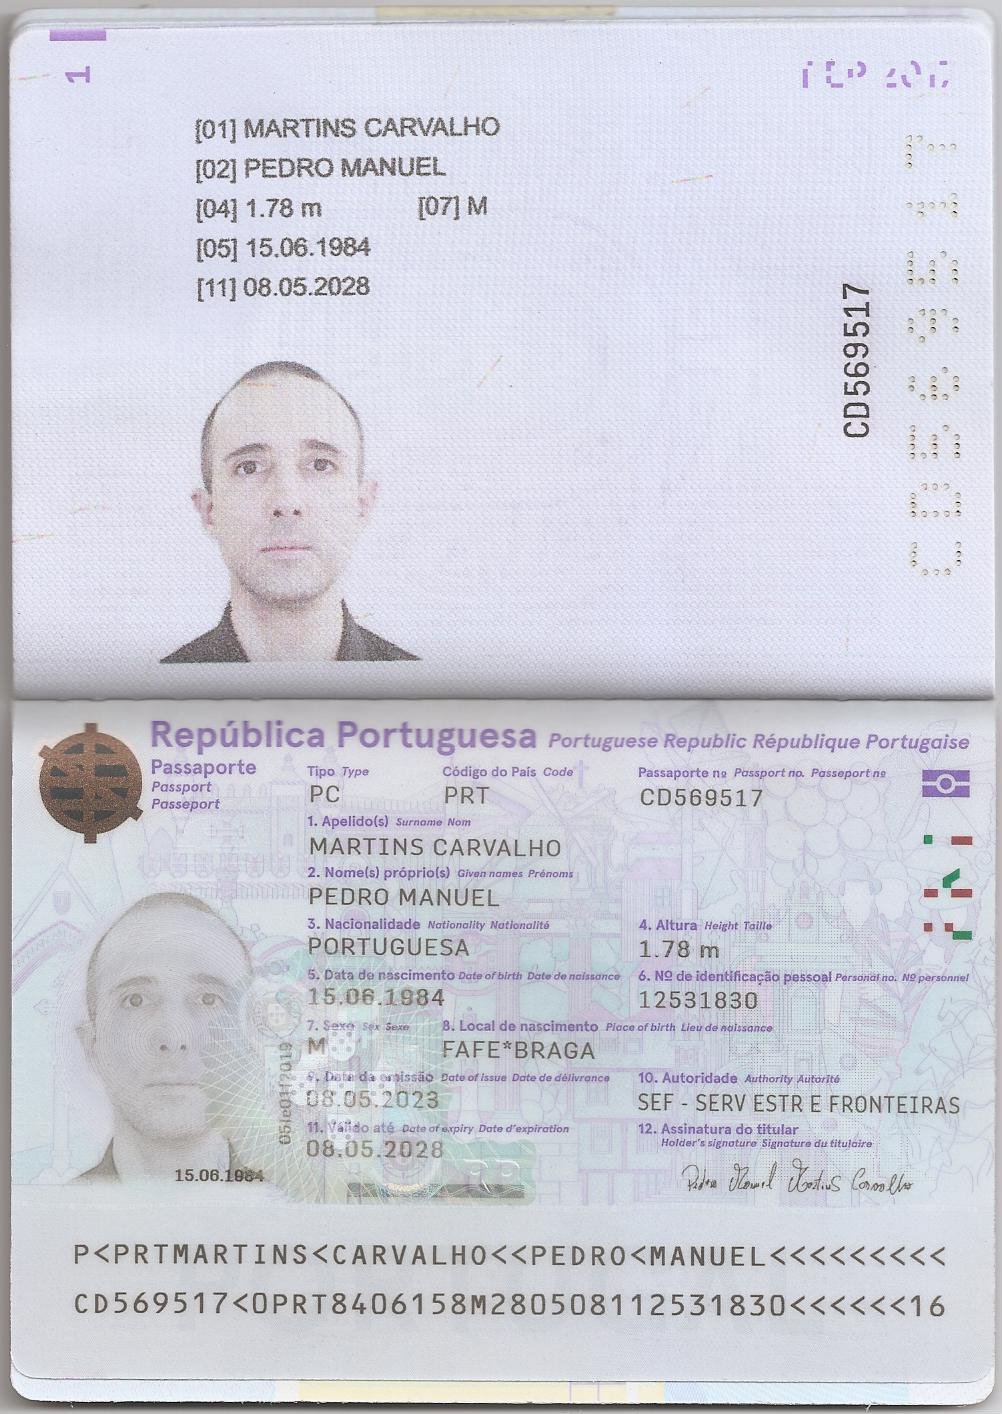 1
[01] MARTINS CARVALHO
[02] PEDRO MANUEL
[04] 1.78 m [07] M
[05] 15.06.1984
[11] 08.05.2028
CD569517
CD569517
República Portuguesa Portuguese Republic République Portugaise
Passaporte
Passport
Passeport
Tipo Type
PC
Código do País Code
PRT
Passaporte nº Passport no. Passeport nº
CD569517
1. Apelido(s) Surname Nom
MARTINS CARVALHO
2. Nome(s) próprio(s) Given names Prénoms
PEDRO MANUEL
3. Nacionalidade Nationality Nationalité
PORTUGUESA
4. Altura Height Taille
1.78 m
5. Data de nascimento Date of birth Date de naissance
15.06.1984
6. Nº de identificação pessoal Personal no. Nº personnel
12531830
7. Sexo Sex Sexe
M
8. Local de nascimento Place of birth Lieu de naissance
FAFE*BRAGA
9. Data da emissão Date of issue Date de délivrance
08.05.2023
10. Autoridade Authority Autorité
SEF - SERV ESTR E FRONTEIRAS
11. Válido até Date of expiry Date d'expiration
08.05.2028
12. Assinatura do titular
Holder's signature Signature du titulaire
Pedro Manuel Martins Carvalho
15.06.1984
P<PRTMARTINS<CARVALHO<<PEDRO<MANUEL<<<<<<<<<
CD569517<0PRT8406158M280508112531830<<<<<<16